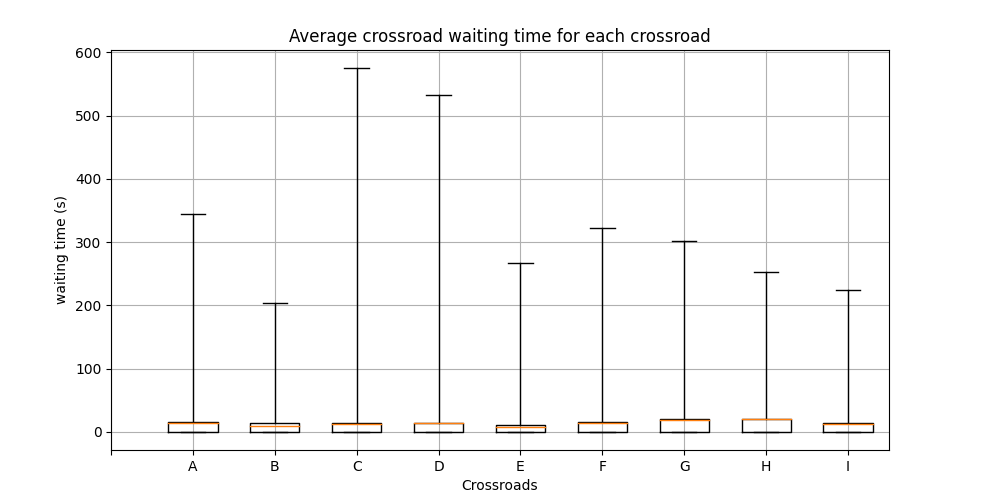 Average crossroad waiting time for each crossroad
600
500
400
300
200
100
0
waiting time (s)
A B C D E F G H I
Crossroads